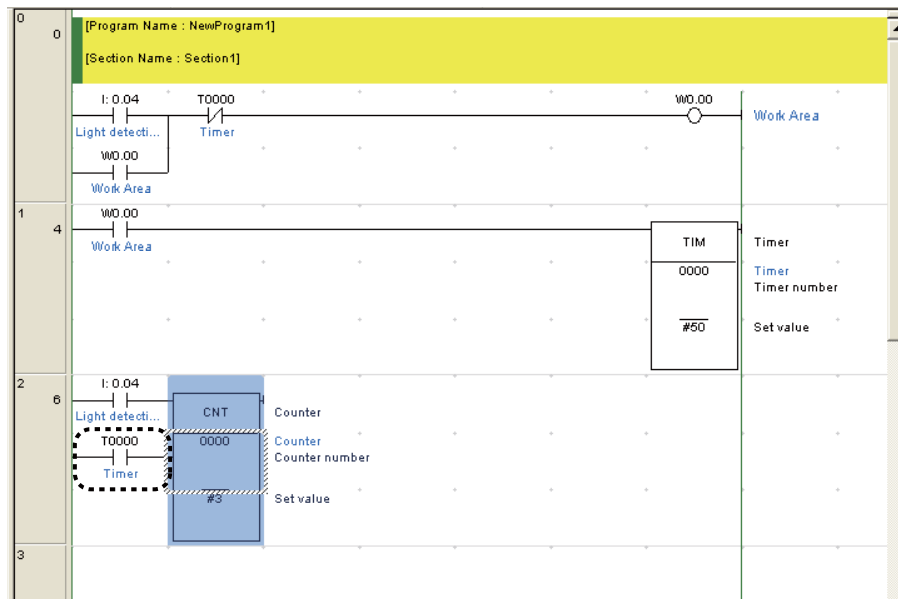 0
0
[Program Name : NewProgram1]
[Section Name : Section1]
I: 0.04
T0000
W0.00
Light detecti...
Timer
Work Area
W0.00
Work Area
1
4
W0.00
Work Area
TIM
Timer
0000
Timer
Timer number
#50
Set value
2
6
I: 0.04
Light detecti...
CNT
Counter
T0000
0000
Counter
Timer
Counter number
#3
Set value
3